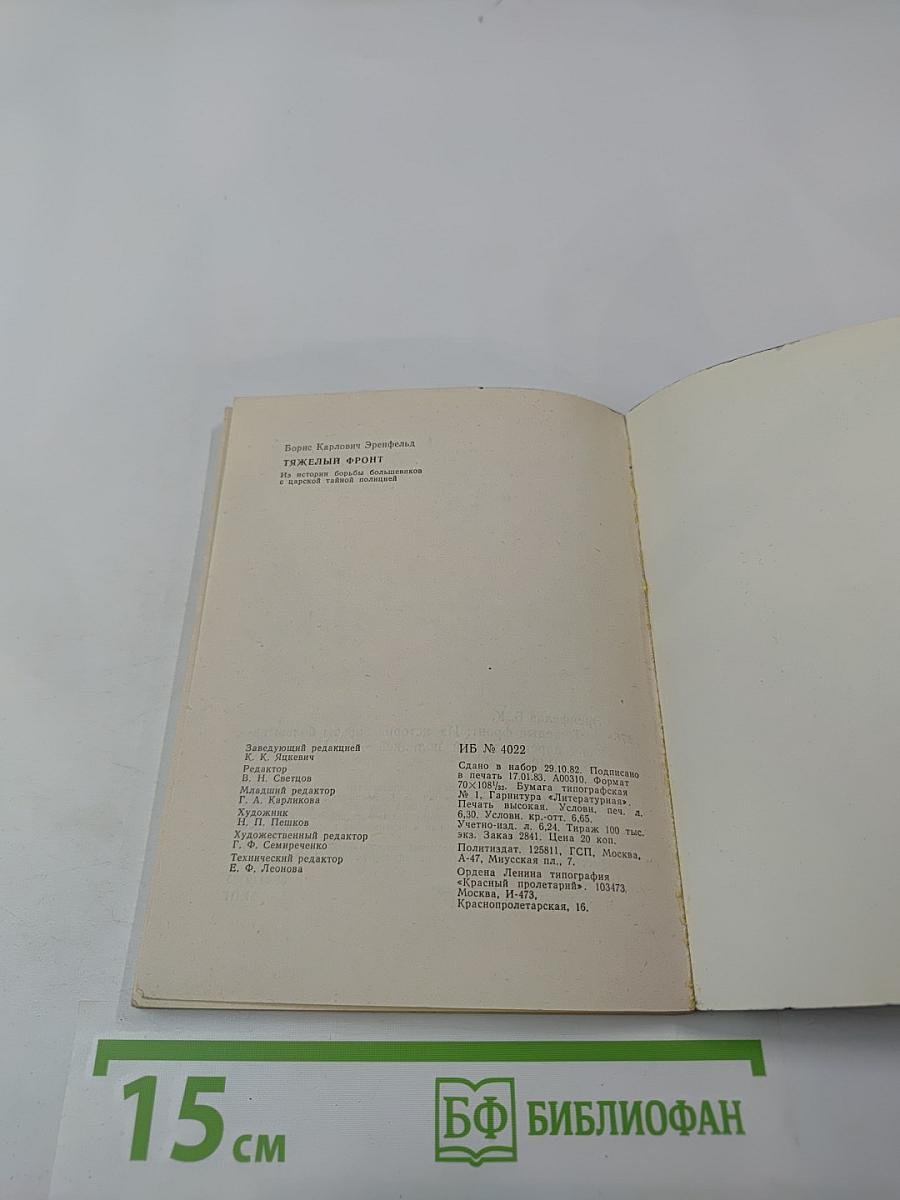 Борис Карлович Эренфельд
ТЯЖЕЛЫЙ ФРОНТ
Из истории борьбы большевиков
с царской тайной полицией
Заведующий редакцией
К. К. Яцкевич
Редактор
В. Н. Светцов
Младший редактор
Г. А. Карликова
Художник
Н. П. Пешков
Художественный редактор
Г. Ф. Семиреченко
Технический редактор
Е. Ф. Леонова
ИБ № 4022
Сдано в набор 29.10.82. Подписано
в печать 17.01.83. А00310. Формат
70×108¹/₃₂. Бумага типографская
№ 1. Гарнитура «Литературная».
Печать высокая. Условн. печ. л.
6,30. Условн. кр.-отт. 6,65.
Учетно-изд. л. 6,24. Тираж 100 тыс.
экз. Заказ 2841. Цена 20 коп.
Политиздат. 125811, ГСП, Москва,
А-47, Миусская пл., 7.
Ордена Ленина типография
«Красный пролетарий». 103473,
Москва, И-473,
Краснопролетарская, 16.
15 см
БФ БИБЛИОФАН